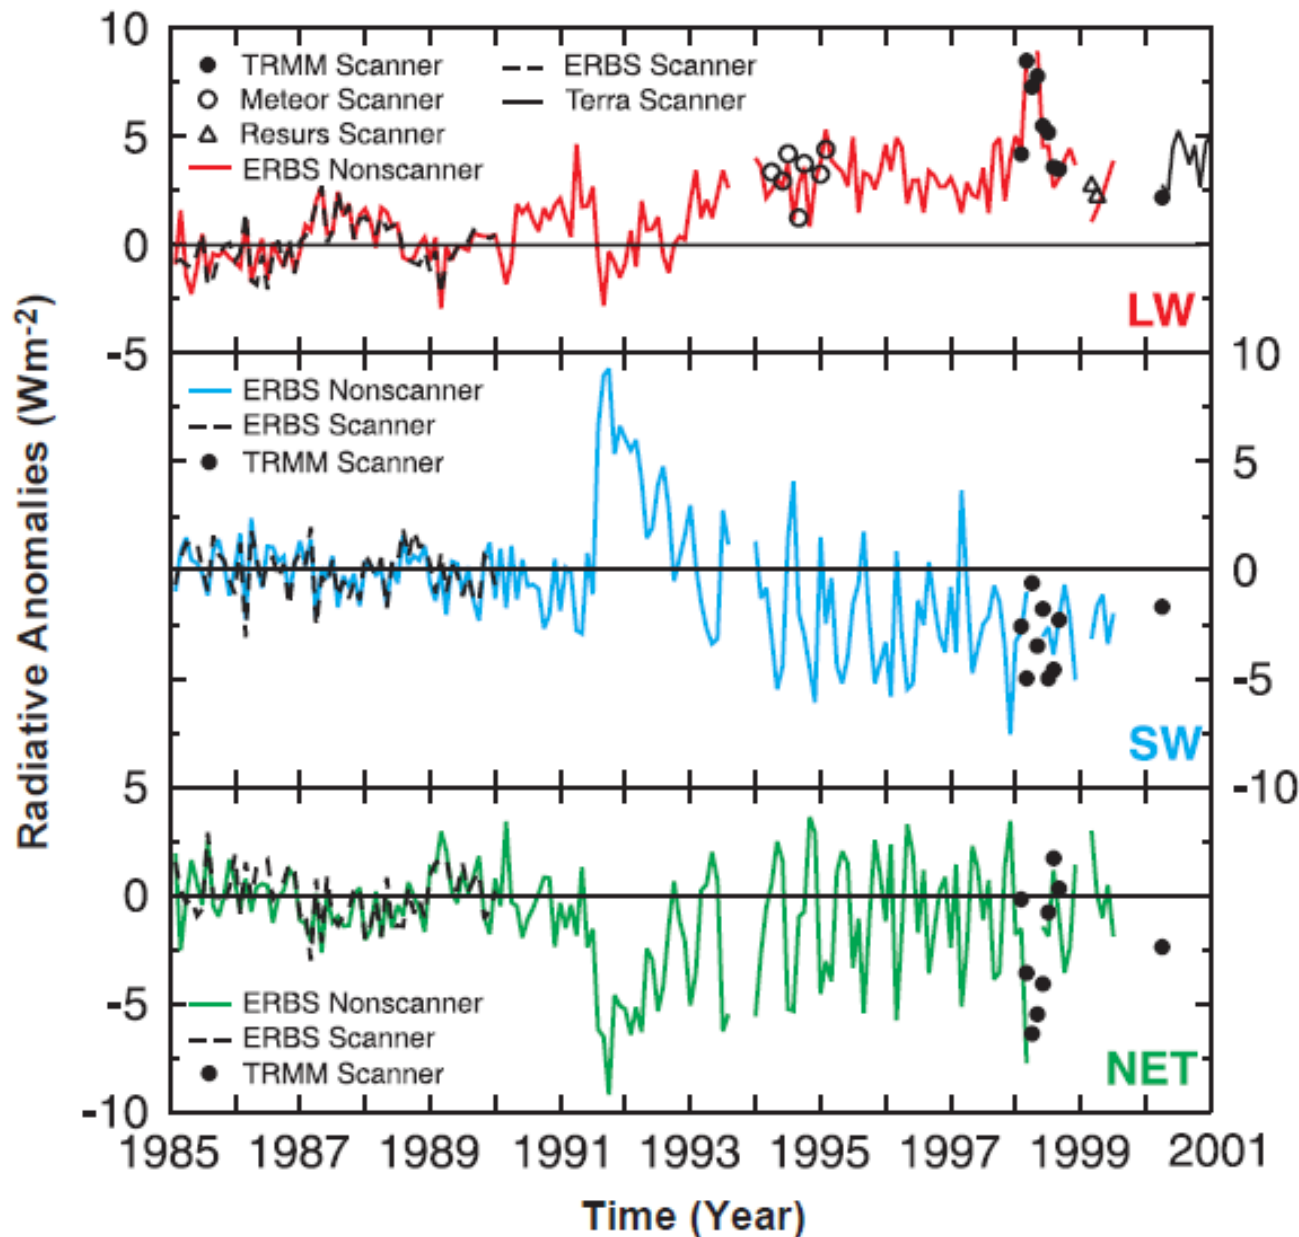 10
TRMM Scanner
ERBS Scanner
Meteor Scanner
Terra Scanner
Resurs Scanner
ERBS Nonscanner
5
0
-5
LW
10
ERBS Nonscanner
ERBS Scanner
TRMM Scanner
5
0
-5
-10
SW
5
0
-5
-10
ERBS Nonscanner
ERBS Scanner
TRMM Scanner
NET
Radiative Anomalies (Wm-2)
1985 1987 1989 1991 1993 1995 1997 1999 2001
Time (Year)